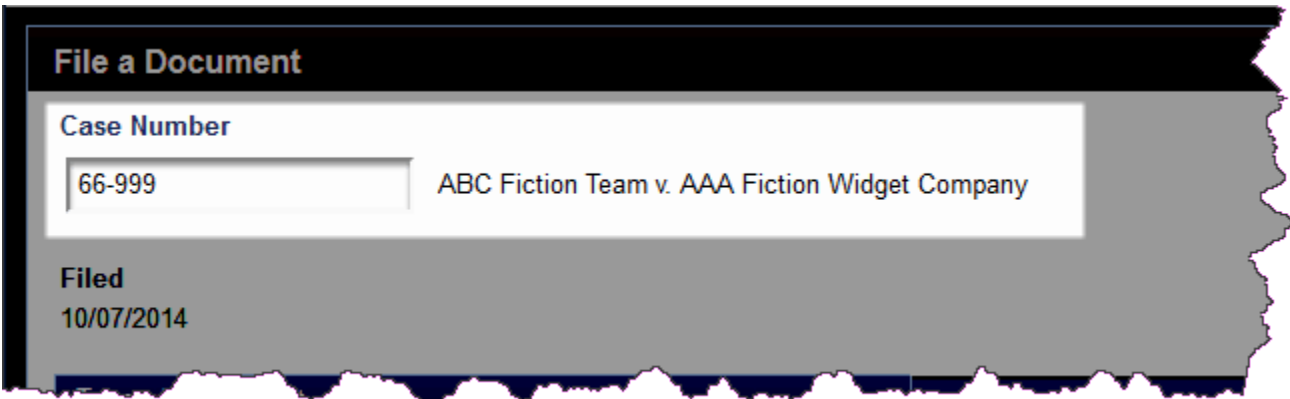 File a Document
Case Number
66-999 ABC Fiction Team v. AAA Fiction Widget Company
Filed
10/07/2014